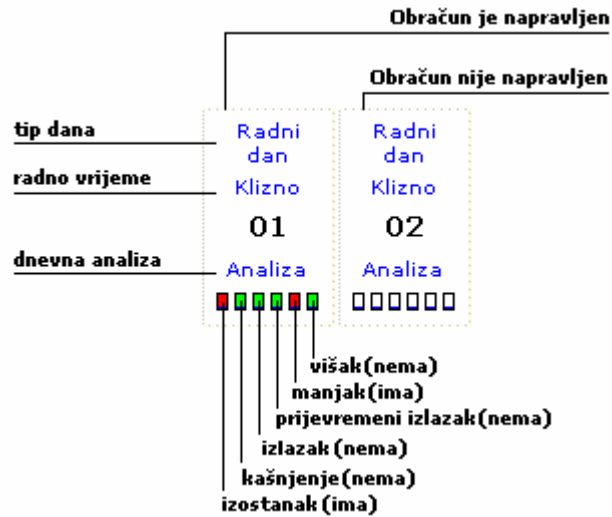 Obračun je napravljen
Obračun nije napravljen
tip dana
Radni
dan
Radni
dan
radno vrijeme
Klizno
Klizno
01
02
dnevna analiza
Analiza
Analiza
višak(nema)
manjak(ima)
prijevremeni izlazak(nema)
izlazak(nema)
kašnjenje(nema)
izostanak(ima)